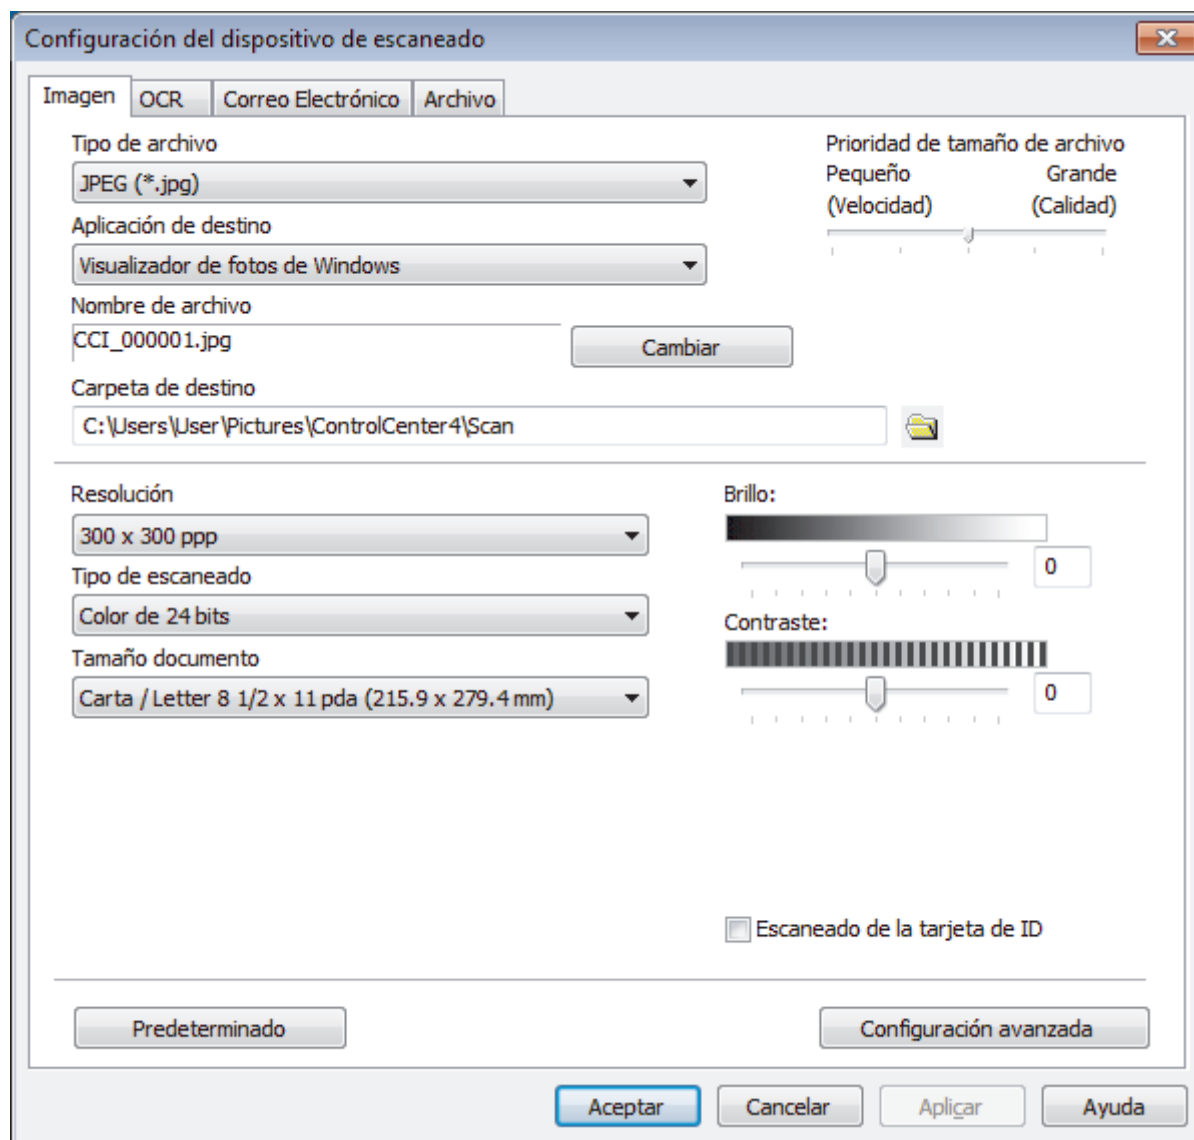 Configuración del dispositivo de escaneado
Imagen OCR Correo Electrónico Archivo
Tipo de archivo
JPEG (*.jpg)
Prioridad de tamaño de archivo
Pequeño Grande
(Velocidad) (Calidad)
Aplicación de destino
Visualizador de fotos de Windows
Nombre de archivo
CCI_000001.jpg
Cambiar
Carpeta de destino
C:\Users\User\Pictures\ControlCenter4\Scan
Resolución
300 x 300 ppp
Tipo de escaneado
Color de 24 bits
Tamaño documento
Carta / Letter 8 1/2 x 11 pda (215.9 x 279.4 mm)
Brillo:
0
Contraste:
0
Escaneado de la tarjeta de ID
Predeterminado Configuración avanzada
Aceptar Cancelar Aplicar Ayuda